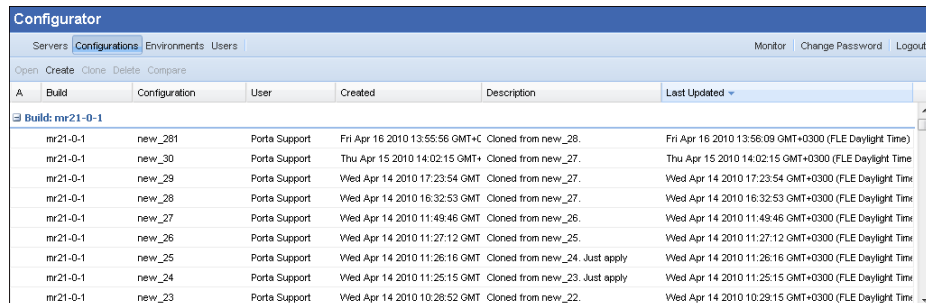 Configurator
Servers Configurations Environments Users Monitor Change Password Logout
Open Create Clone Delete Compare
A Build Configuration User Created Description Last Updated
Build: mr21-0-1
mr21-0-1 new_281 Porta Support Fri Apr 16 2010 13:55:56 GMT+C Cloned from new_28. Fri Apr 16 2010 13:56:09 GMT+0300 (FLE Daylight Time)
mr21-0-1 new_30 Porta Support Thu Apr 15 2010 14:02:15 GMT+ Cloned from new_27. Thu Apr 15 2010 14:02:15 GMT+0300 (FLE Daylight Time
mr21-0-1 new_29 Porta Support Wed Apr 14 2010 17:23:54 GMT Cloned from new_27. Wed Apr 14 2010 17:23:54 GMT+0300 (FLE Daylight Time
mr21-0-1 new_28 Porta Support Wed Apr 14 2010 16:32:53 GMT Cloned from new_27. Wed Apr 14 2010 16:32:53 GMT+0300 (FLE Daylight Time
mr21-0-1 new_27 Porta Support Wed Apr 14 2010 11:49:46 GMT Cloned from new_26. Wed Apr 14 2010 11:49:46 GMT+0300 (FLE Daylight Time
mr21-0-1 new_26 Porta Support Wed Apr 14 2010 11:27:12 GMT Cloned from new_25. Wed Apr 14 2010 11:27:12 GMT+0300 (FLE Daylight Time
mr21-0-1 new_25 Porta Support Wed Apr 14 2010 11:26:16 GMT Cloned from new_24. Just apply Wed Apr 14 2010 11:26:16 GMT+0300 (FLE Daylight Time
mr21-0-1 new_24 Porta Support Wed Apr 14 2010 11:25:15 GMT Cloned from new_23. Just apply Wed Apr 14 2010 11:25:15 GMT+0300 (FLE Daylight Time
mr21-0-1 new_23 Porta Support Wed Apr 14 2010 10:28:52 GMT Cloned from new_22. Wed Apr 14 2010 10:29:15 GMT+0300 (FLE Daylight Time